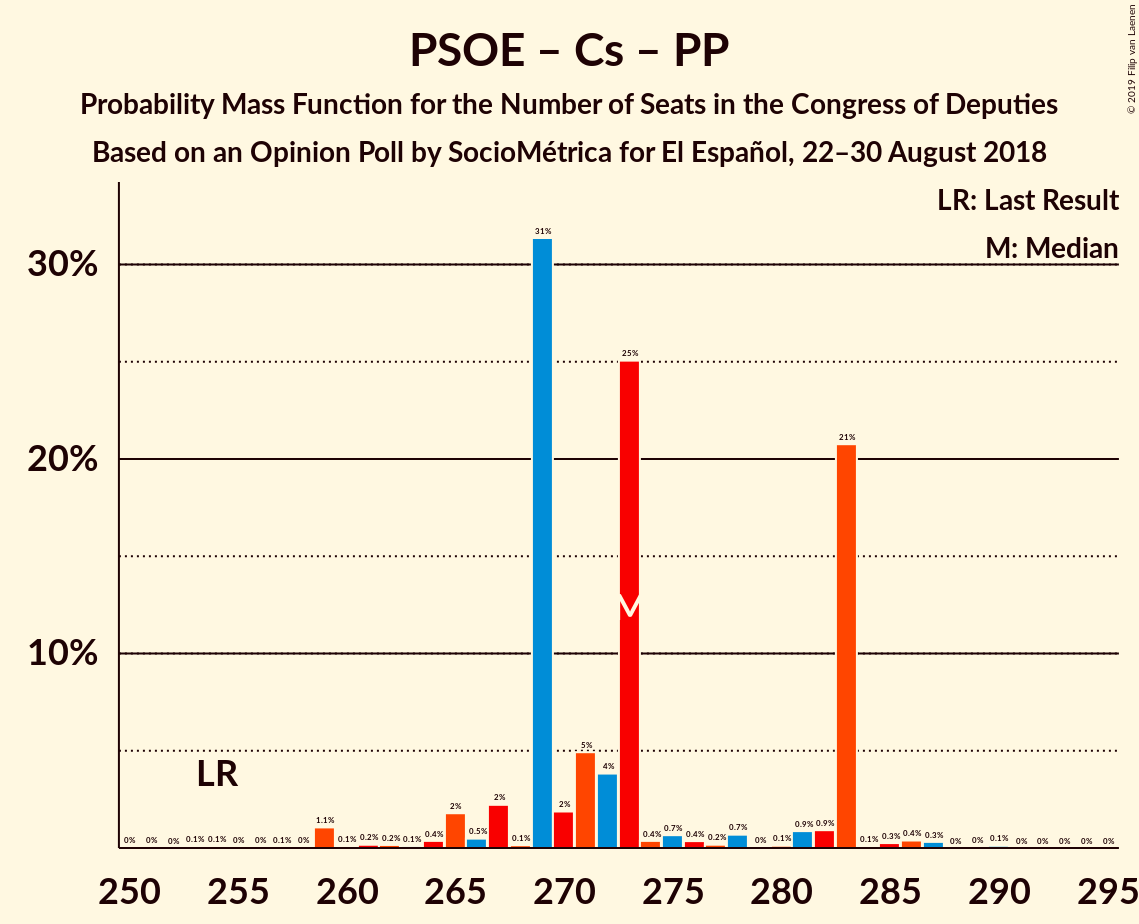 PSOE – Cs – PP
Probability Mass Function for the Number of Seats in the Congress of Deputies
Based on an Opinion Poll by SocioMétrica for El Español, 22–30 August 2018
© 2019 Filip van Laenen
LR: Last Result
M: Median
30%
20%
10%
LR
M
0% 0% 0% 0.1% 0.1% 0% 0% 0.1% 0% 1.1% 0.1% 0.2% 0.2% 0.1% 0.4% 2% 0.5% 2% 0.1% 31% 2% 5% 4% 25% 0.4% 0.7% 0.4% 0.2% 0.7% 0% 0.1% 0.9% 0.9% 21% 0.1% 0.3% 0.4% 0.3% 0% 0% 0.1% 0% 0% 0% 0% 0%
250 255 260 265 270 275 280 285 290 295